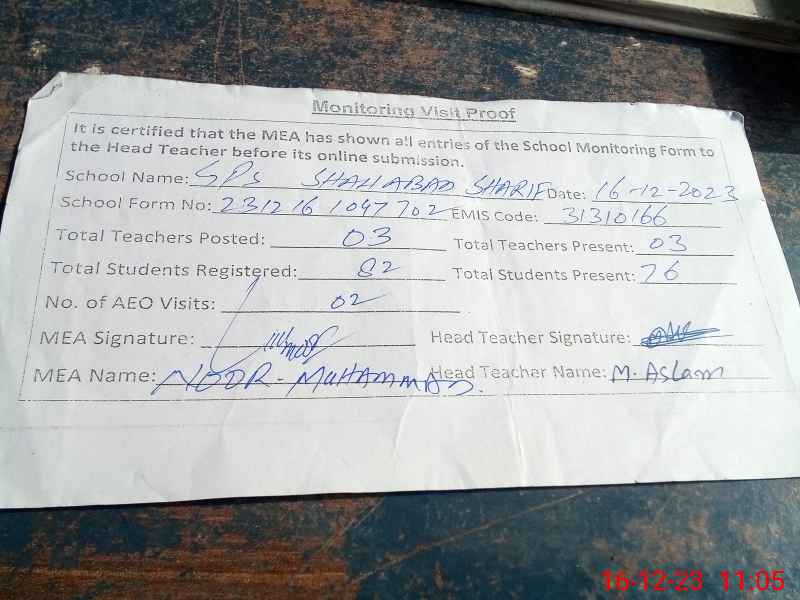 Monitoring Visit Proof
It is certified that the MEA has shown all entries of the School Monitoring Form to
the Head Teacher before its online submission.
School Name: SPS SHAHABAD SHARIF Date: 16-12-2023
School Form No: 231216 1047702 EMIS Code: 31310166
Total Teachers Posted: 03 Total Teachers Present: 03
Total Students Registered: 82 Total Students Present: 76
No. of AEO Visits: 02
MEA Signature: Head Teacher Signature:
MEA Name: NOOR-MUHAMMAD. Head Teacher Name: M. Aslam
16-12-23 11:05